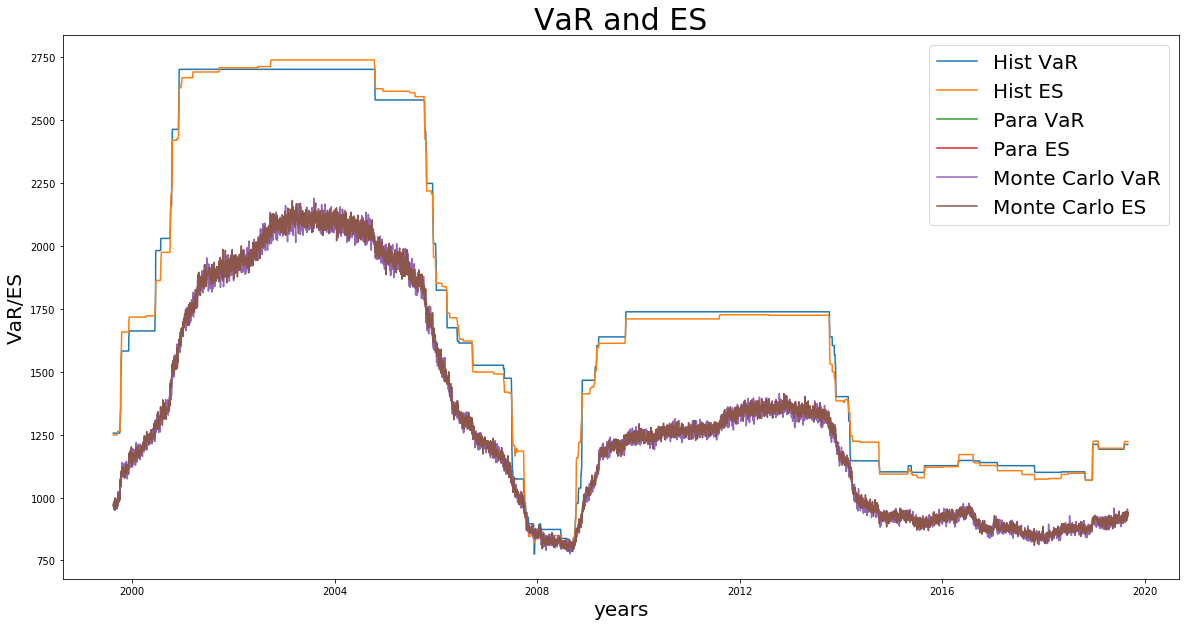 VaR and ES
2750
2500
2250
2000
1750
1500
1250
1000
750
VaR/ES
Hist VaR
Hist ES
Para VaR
Para ES
Monte Carlo VaR
Monte Carlo ES
2000
2004
2008
2012
2016
2020
years